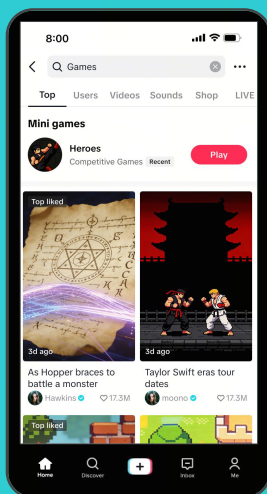 8:00
Games
Top Users Videos Sounds Shop LIVE
Mini games
Heroes
Competitive Games Recent
Play
Top liked
3d ago
3d ago
As Hopper braces to
battle a monster
Hawkins 17.3M
Taylor Swift eras tour
dates
moono 17.3M
Top liked
Home Discover Inbox Me